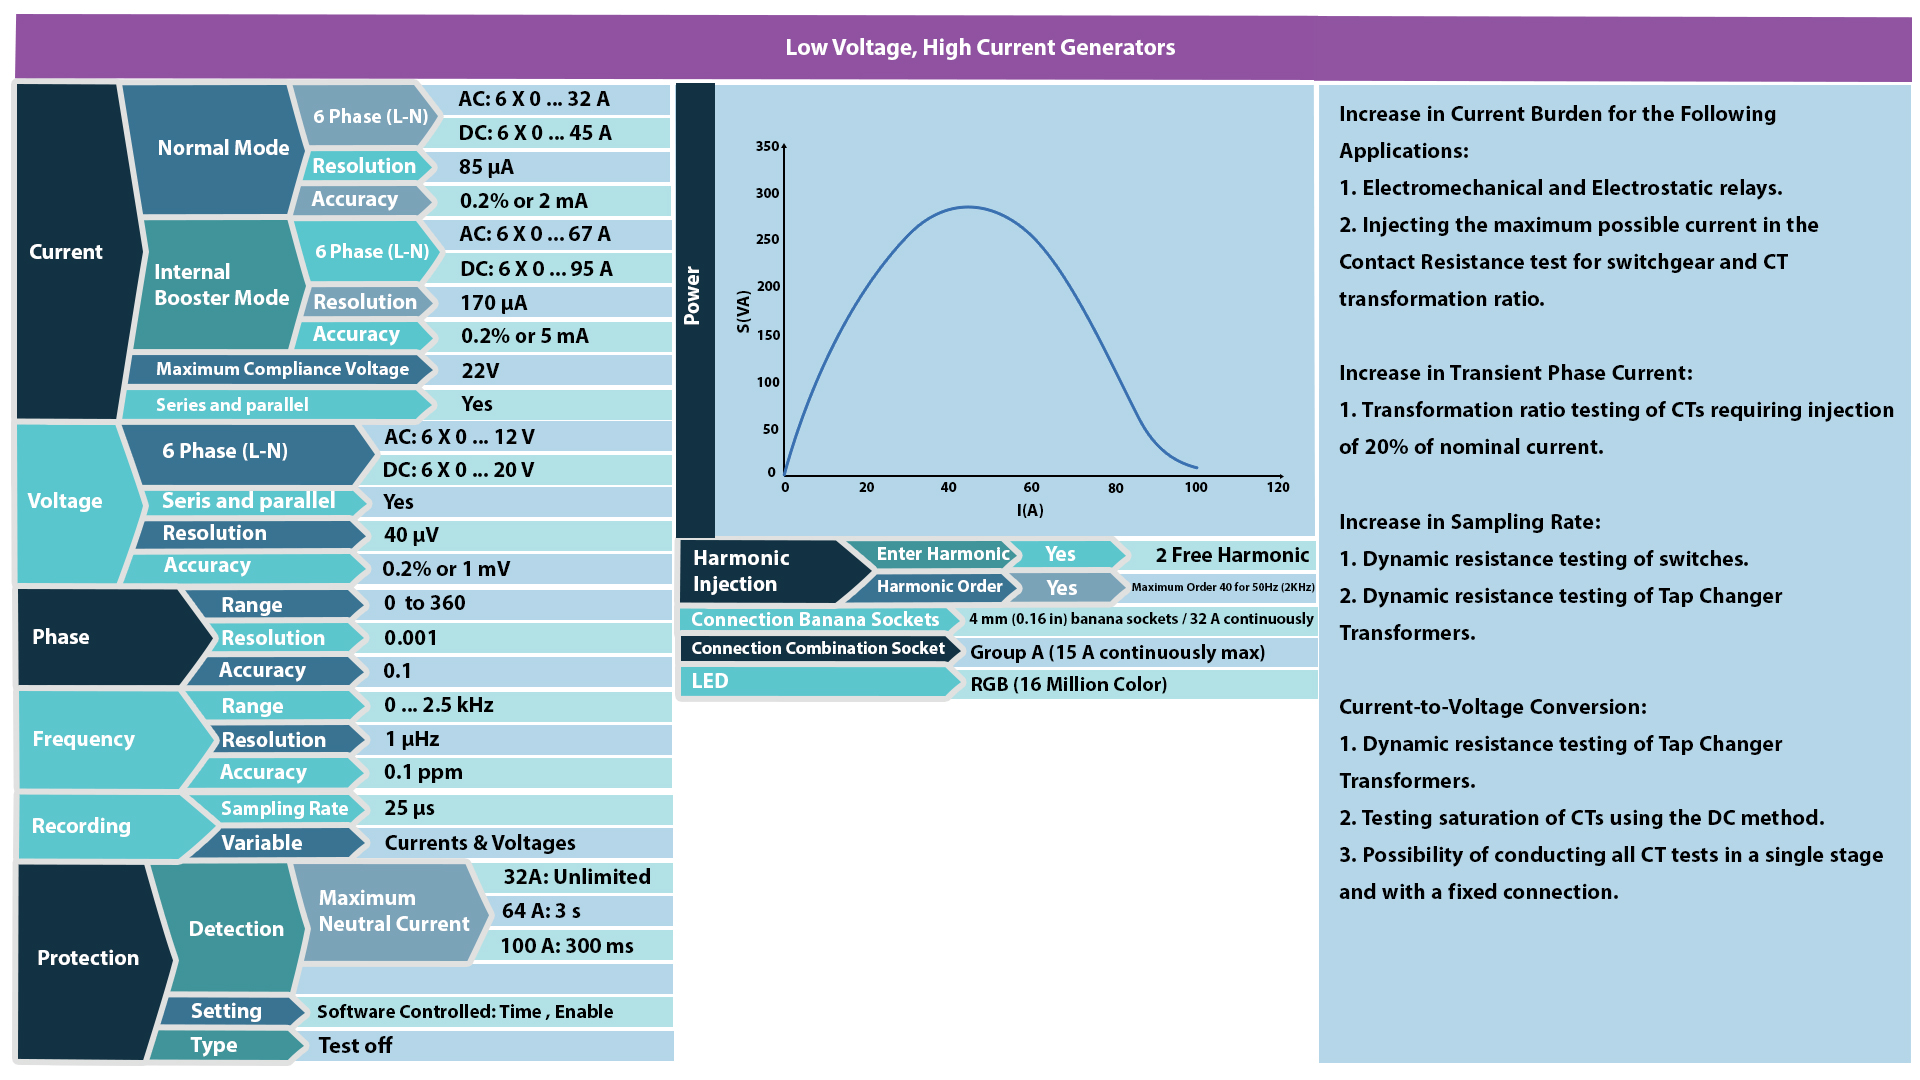 Low Voltage, High Current Generators
Current
Normal Mode
6 Phase (L-N)
AC: 6 X 0 ... 32 A
DC: 6 X 0 ... 45 A
Resolution
85 µA
Accuracy
0.2% or 2 mA
Internal
Booster Mode
6 Phase (L-N)
AC: 6 X 0 ... 67 A
DC: 6 X 0 ... 95 A
Resolution
170 µA
Accuracy
0.2% or 5 mA
Maximum Compliance Voltage
22V
Series and parallel
Yes
Voltage
6 Phase (L-N)
AC: 6 X 0 ... 12 V
DC: 6 X 0 ... 20 V
Seris and parallel
Yes
Resolution
40 µV
Accuracy
0.2% or 1 mV
Phase
Range
0 to 360
Resolution
0.001
Accuracy
0.1
Frequency
Range
0 ... 2.5 kHz
Resolution
1 µHz
Accuracy
0.1 ppm
Recording
Sampling Rate
25 µs
Variable
Currents & Voltages
Protection
Detection
Maximum
Neutral Current
32A: Unlimited
64 A: 3 s
100 A: 300 ms
Setting
Software Controlled: Time , Enable
Type
Test off
Power
S(VA)
350
300
250
200
150
100
50
0
0 20 40 60 80 100 120
I(A)
Harmonic
Injection
Enter Harmonic
Yes
2 Free Harmonic
Harmonic Order
Yes
Maximum Order 40 for 50Hz (2KHz)
Connection Banana Sockets
4 mm (0.16 in) banana sockets / 32 A continuously
Connection Combination Socket
Group A (15 A continuously max)
LED
RGB (16 Million Color)
Increase in Current Burden for the Following
Applications:
1. Electromechanical and Electrostatic relays.
2. Injecting the maximum possible current in the
Contact Resistance test for switchgear and CT
transformation ratio.
Increase in Transient Phase Current:
1. Transformation ratio testing of CTs requiring injection
of 20% of nominal current.
Increase in Sampling Rate:
1. Dynamic resistance testing of switches.
2. Dynamic resistance testing of Tap Changer
Transformers.
Current-to-Voltage Conversion:
1. Dynamic resistance testing of Tap Changer
Transformers.
2. Testing saturation of CTs using the DC method.
3. Possibility of conducting all CT tests in a single stage
and with a fixed connection.